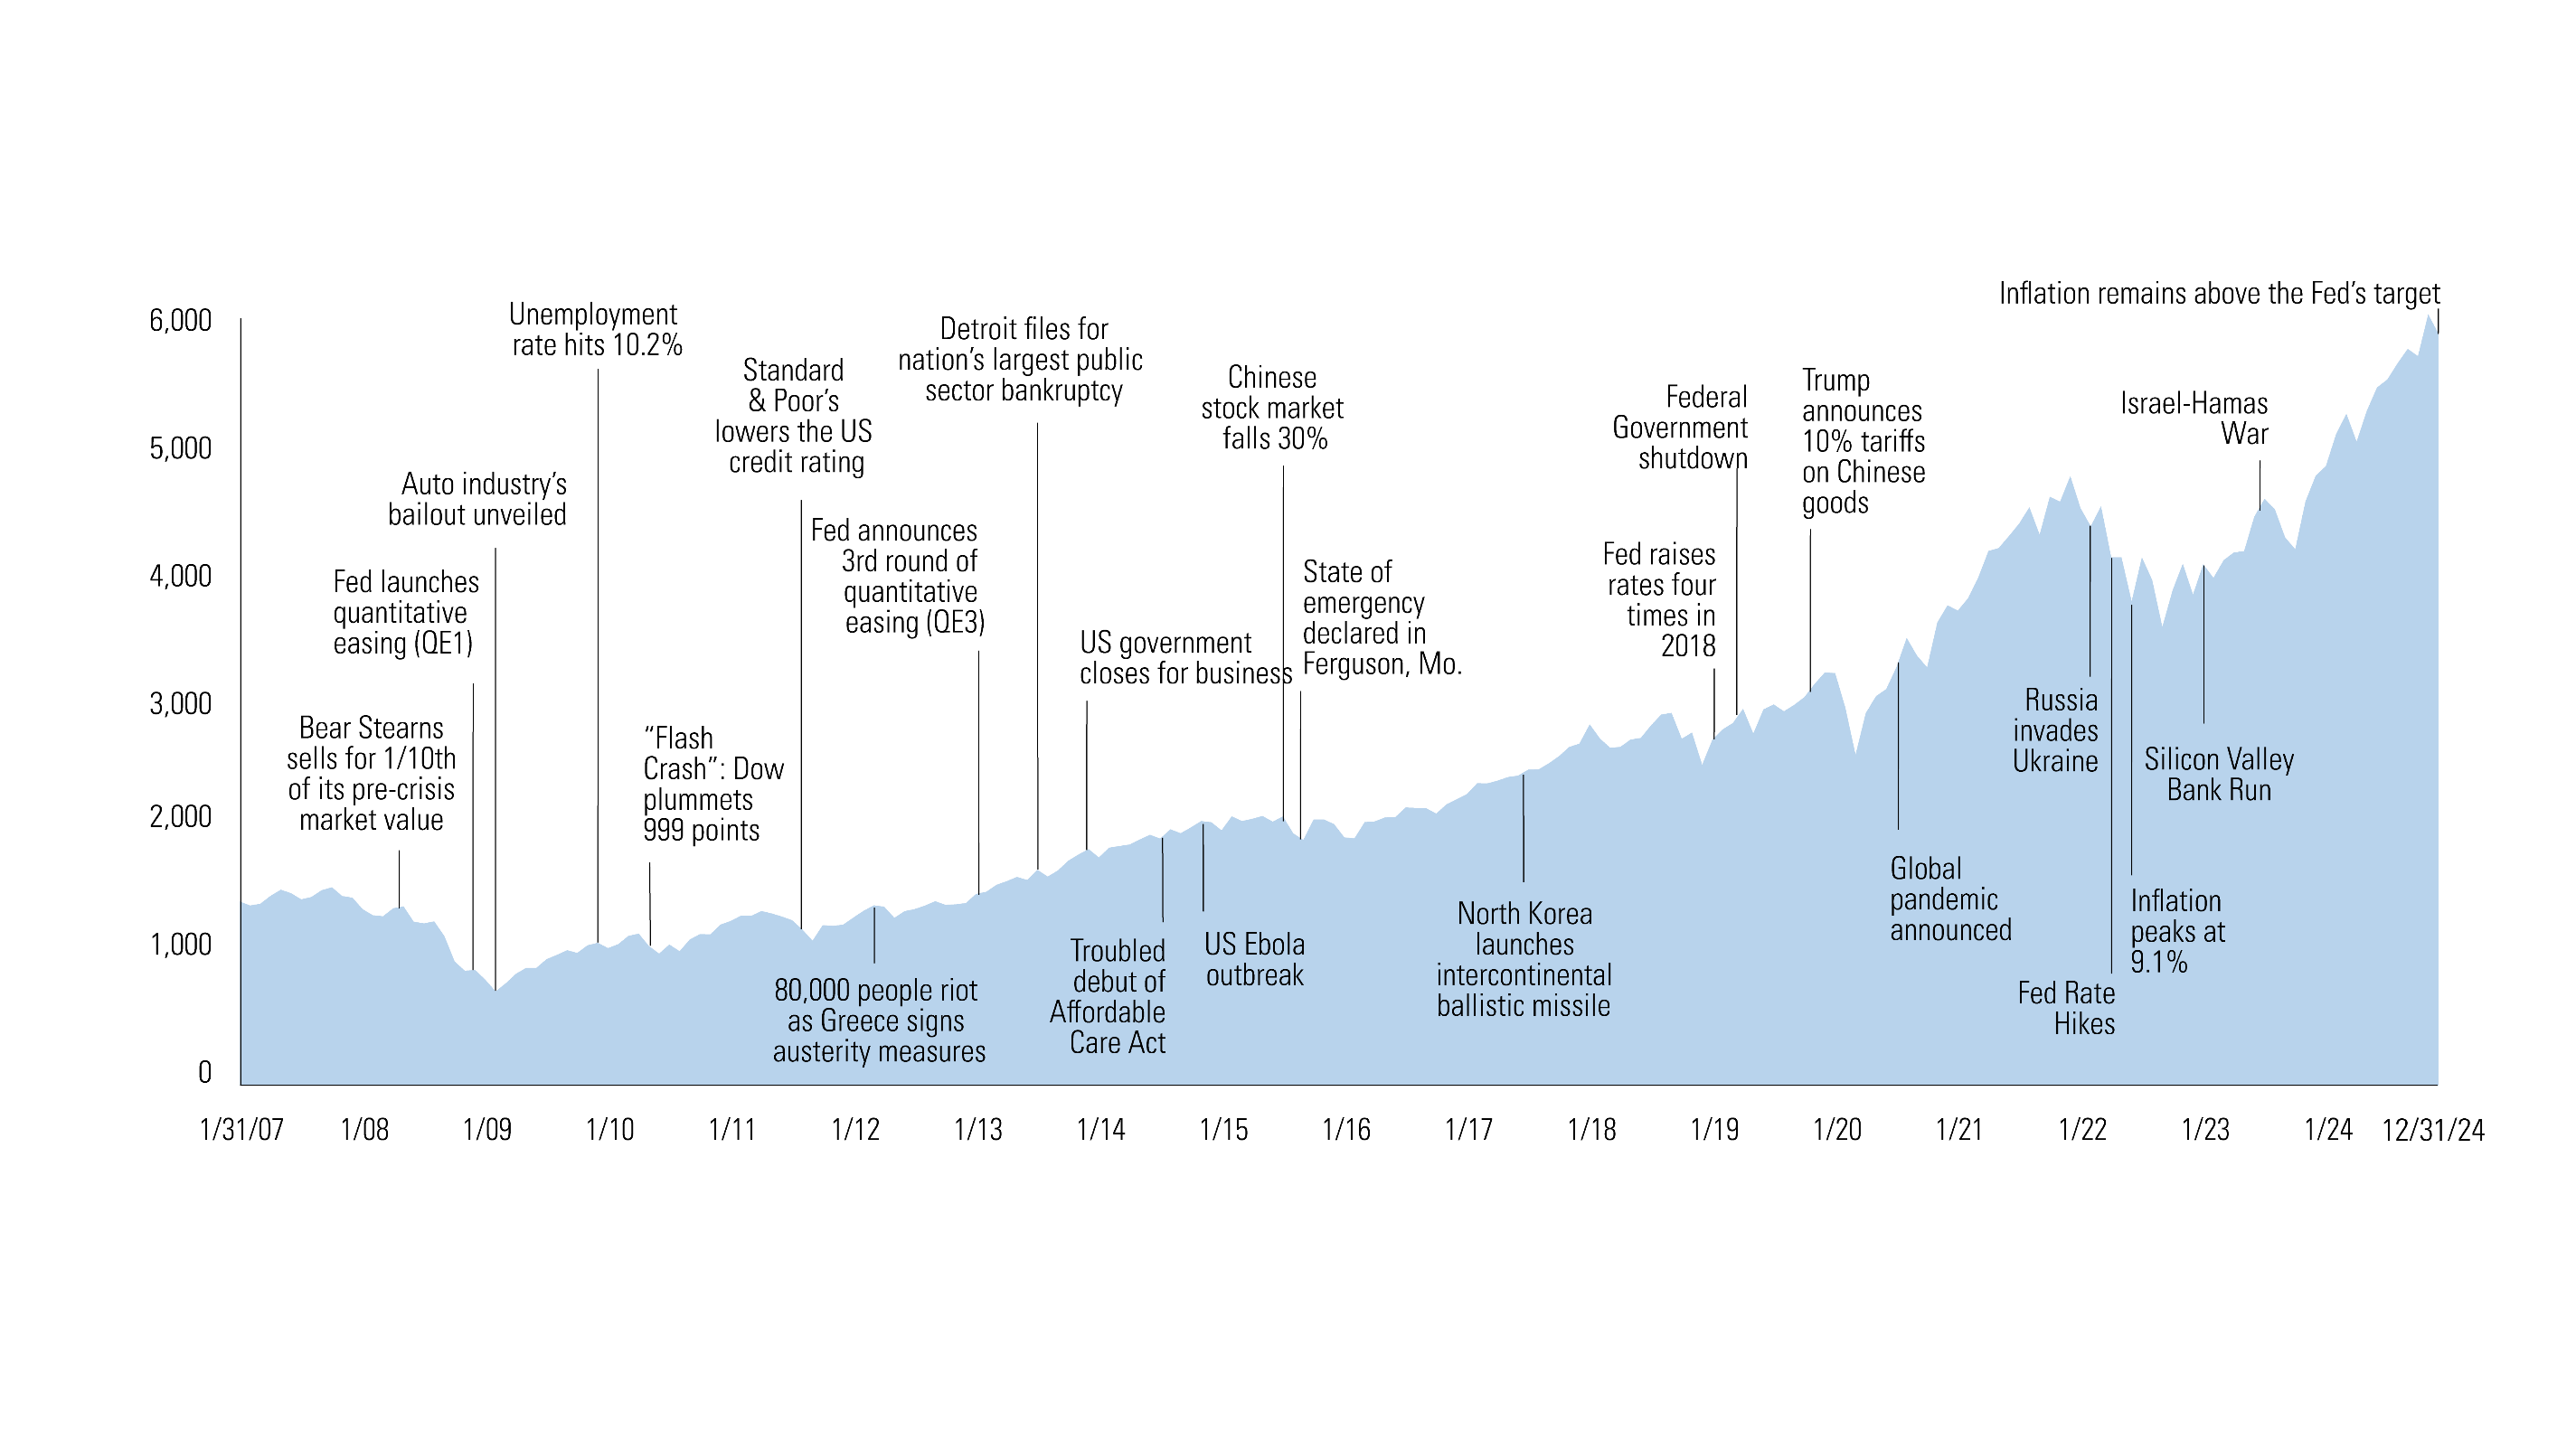 Inflation remains above the Fed's target
6,000
5,000
4,000
3,000
2,000
1,000
0
Bear Stearns
sells for 1/10th
of its pre-crisis
market value
Fed launches
quantitative
easing (QE1)
Auto industry's
bailout unveiled
Unemployment
rate hits 10.2%
“Flash
Crash”: Dow
plummets
999 points
Standard
& Poor's
lowers the US
credit rating
80,000 people riot
as Greece signs
austerity measures
Fed announces
3rd round of
quantitative
easing (QE3)
Detroit files for
nation's largest public
sector bankruptcy
US government
closes for business
Troubled
debut of
Affordable
Care Act
US Ebola
outbreak
Chinese
stock market
falls 30%
State of
emergency
declared in
Ferguson, Mo.
North Korea
launches
intercontinental
ballistic missile
Fed raises
rates four
times in
2018
Federal
Government
shutdown
Trump
announces
10% tariffs
on Chinese
goods
Global
pandemic
announced
Russia
invades
Ukraine
Fed Rate
Hikes
Inflation
peaks at
9.1%
Silicon Valley
Bank Run
Israel-Hamas
War
1/31/07 1/08 1/09 1/10 1/11 1/12 1/13 1/14 1/15 1/16 1/17 1/18 1/19 1/20 1/21 1/22 1/23 1/24 12/31/24